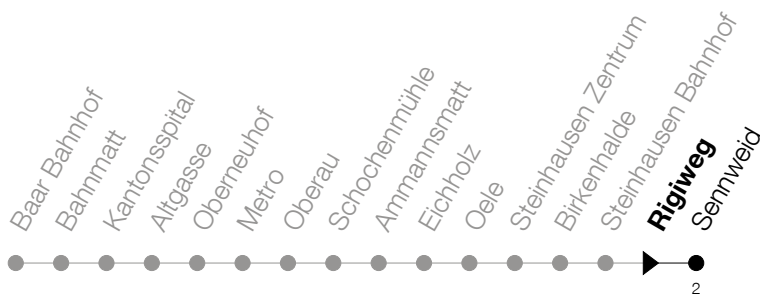 Baar Bahnhof
Bahnmatt
Kantonsspital
Altgasse
Oberneuhof
Metro
Oberau
Schochenmühle
Ammannsmatt
Eichholz
Oele
Steinhausen Zentrum
Birkenhalde
Steinhausen Bahnhof
Rigiweg
Sennweid
2